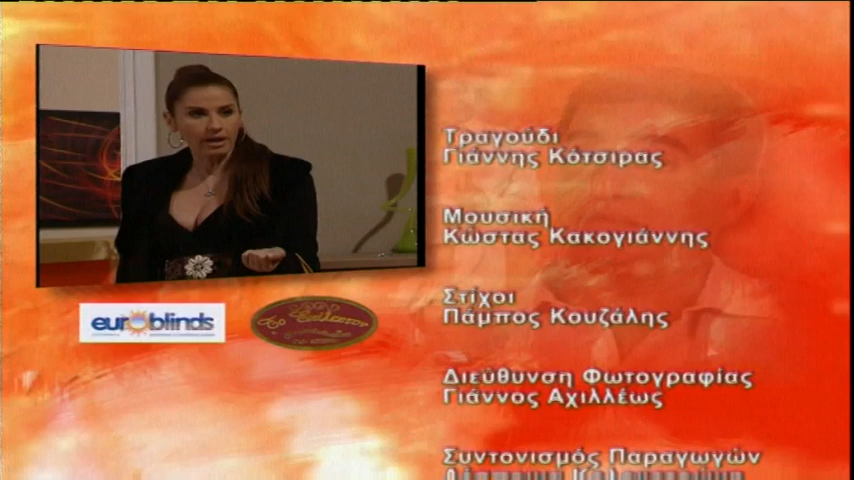 Τραγούδι
Γιάννης Κότσιρας
Μουσική
Κώστας Κακογιάννης
Στίχοι
Πάμπος Κουζάλης
Διεύθυνση Φωτογραφίας
Γιάννος Αχιλλέως
Συντονισμός Παραγωγών
euroblinds